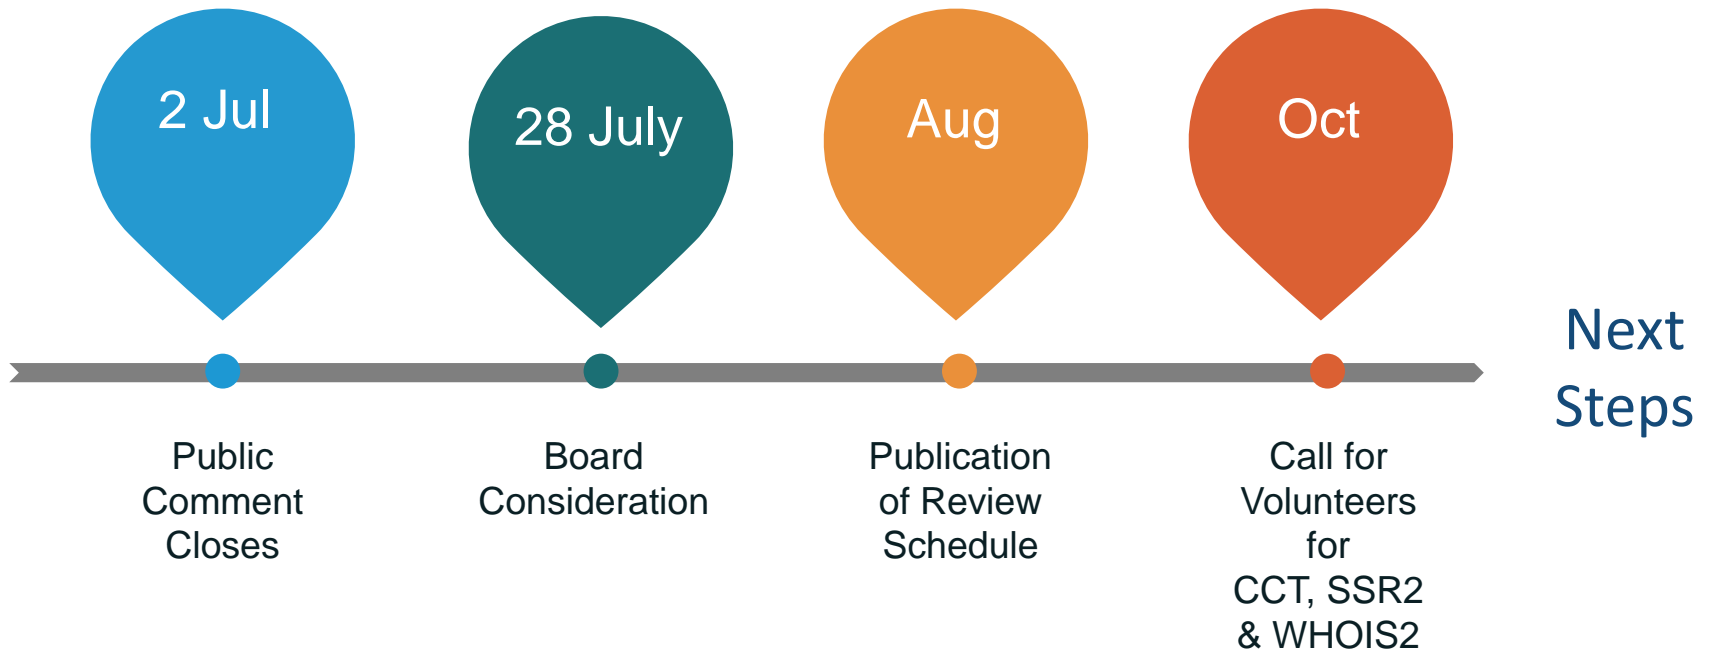 2 Jul
28 July
Aug
Oct
Public
Comment
Closes
Board
Consideration
Publication
of Review
Schedule
Call for
Volunteers
for
CCT, SSR2
& WHOIS2
Next
Steps